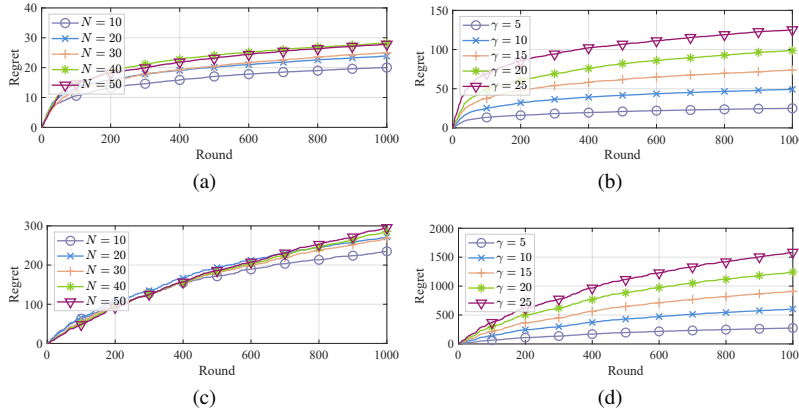 40
30
20
10
0
Regret
N = 10
N = 20
N = 30
N = 40
N = 50
0 200 400 600 800 1000
Round
(a)
150
100
50
0
Regret
γ = 5
γ = 10
γ = 15
γ = 20
γ = 25
0 200 400 600 800 100
Round
(b)
300
200
100
0
Regret
N = 10
N = 20
N = 30
N = 40
N = 50
0 200 400 600 800 1000
Round
(c)
2000
1500
1000
500
0
Regret
γ = 5
γ = 10
γ = 15
γ = 20
γ = 25
0 200 400 600 800 100
Round
(d)